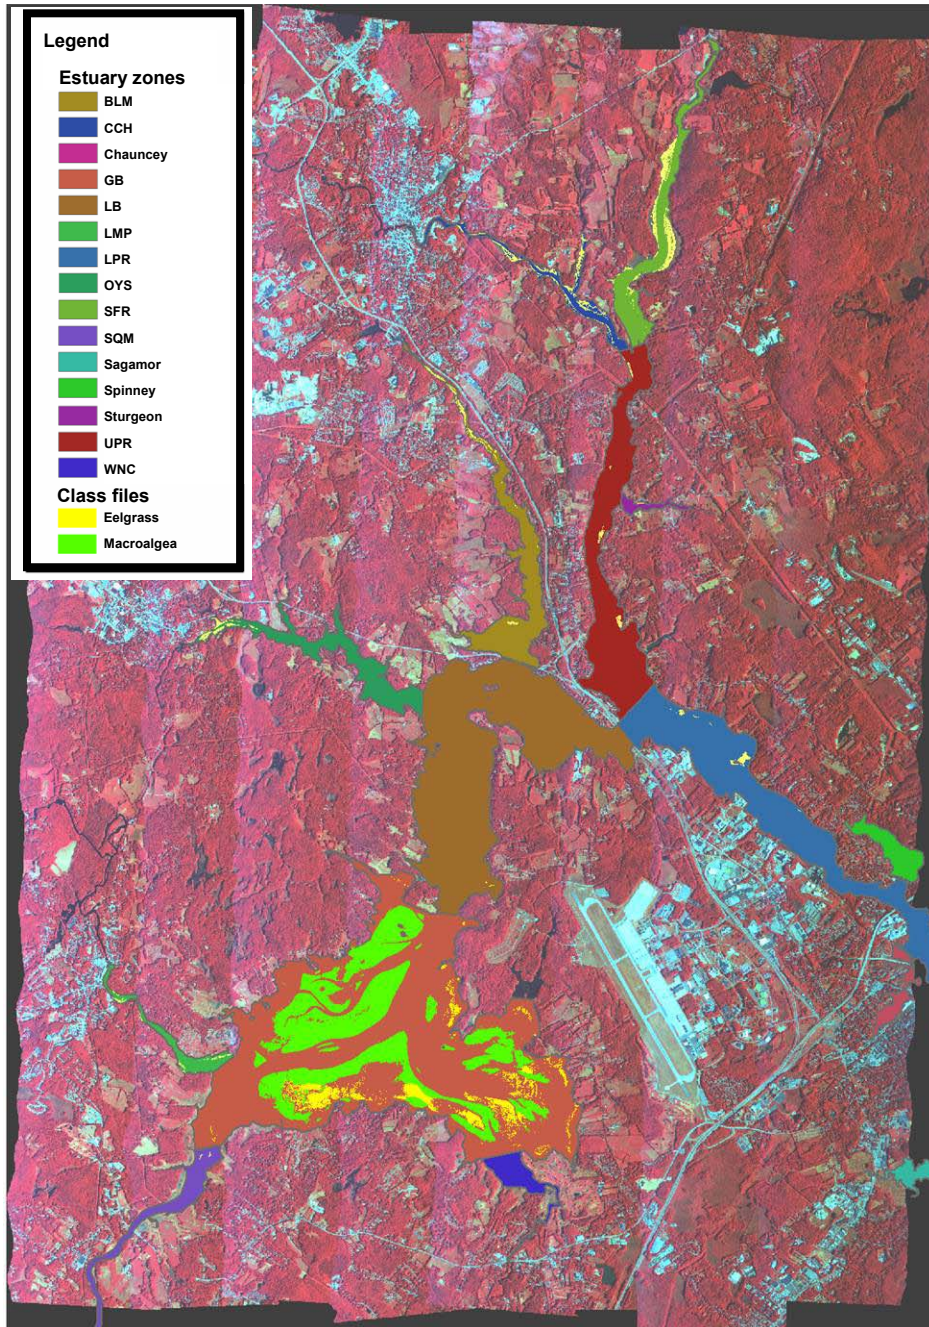 Legend
Estuary zones
BLM
CCH
Chauncey
GB
LB
LMP
LPR
OYS
SFR
SQM
Sagamor
Spinney
Sturgeon
UPR
WNC
Class files
Eelgrass
Macroalgea